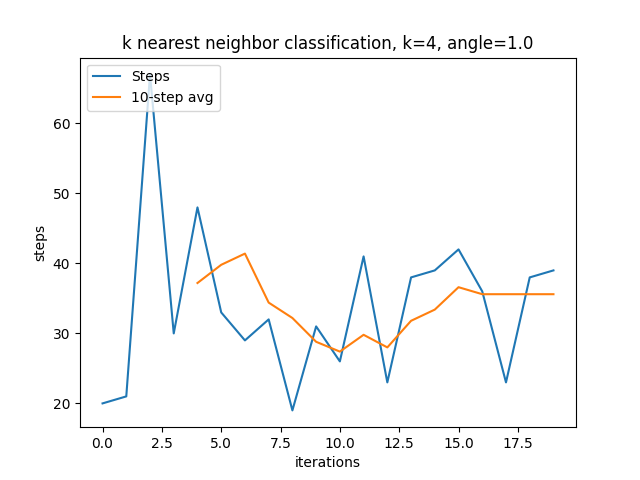 k nearest neighbor classification, k=4, angle=1.0
Steps
10-step avg
60
50
40
30
20
steps
0.0 2.5 5.0 7.5 10.0 12.5 15.0 17.5
iterations